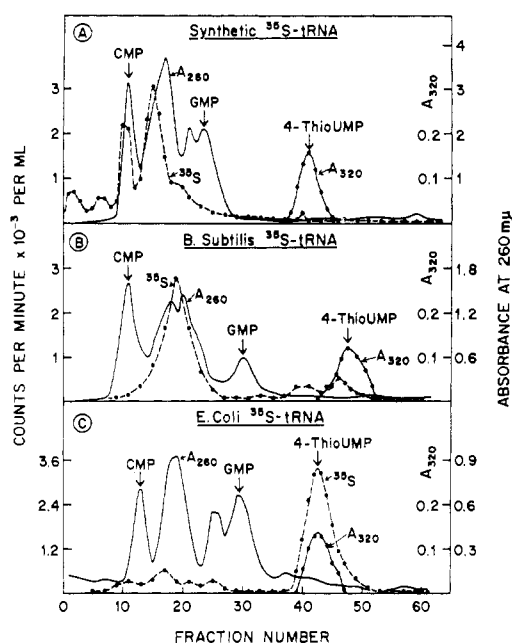 A Synthetic ³⁵S-tRNA
CMP
A260
GMP
4-ThioUMP
A320
³⁵S
3
2
1
4
3
2
1
0.3
0.2
0.1
A320
B B. Subtilis ³⁵S-tRNA
CMP
³⁵S
A260
GMP
4-ThioUMP
A320
3
2
1
1.8
1.2
0.6
0.2
0.1
A320
C E. Coli ³⁵S-tRNA
CMP
A260
GMP
4-ThioUMP
³⁵S
A320
3.6
2.4
1.2
0.9
0.6
0.3
0.2
0.1
A320
0 10 20 30 40 50 60
FRACTION NUMBER
COUNTS PER MINUTE × 10⁻³ PER ML
ABSORBANCE AT 260 mμ